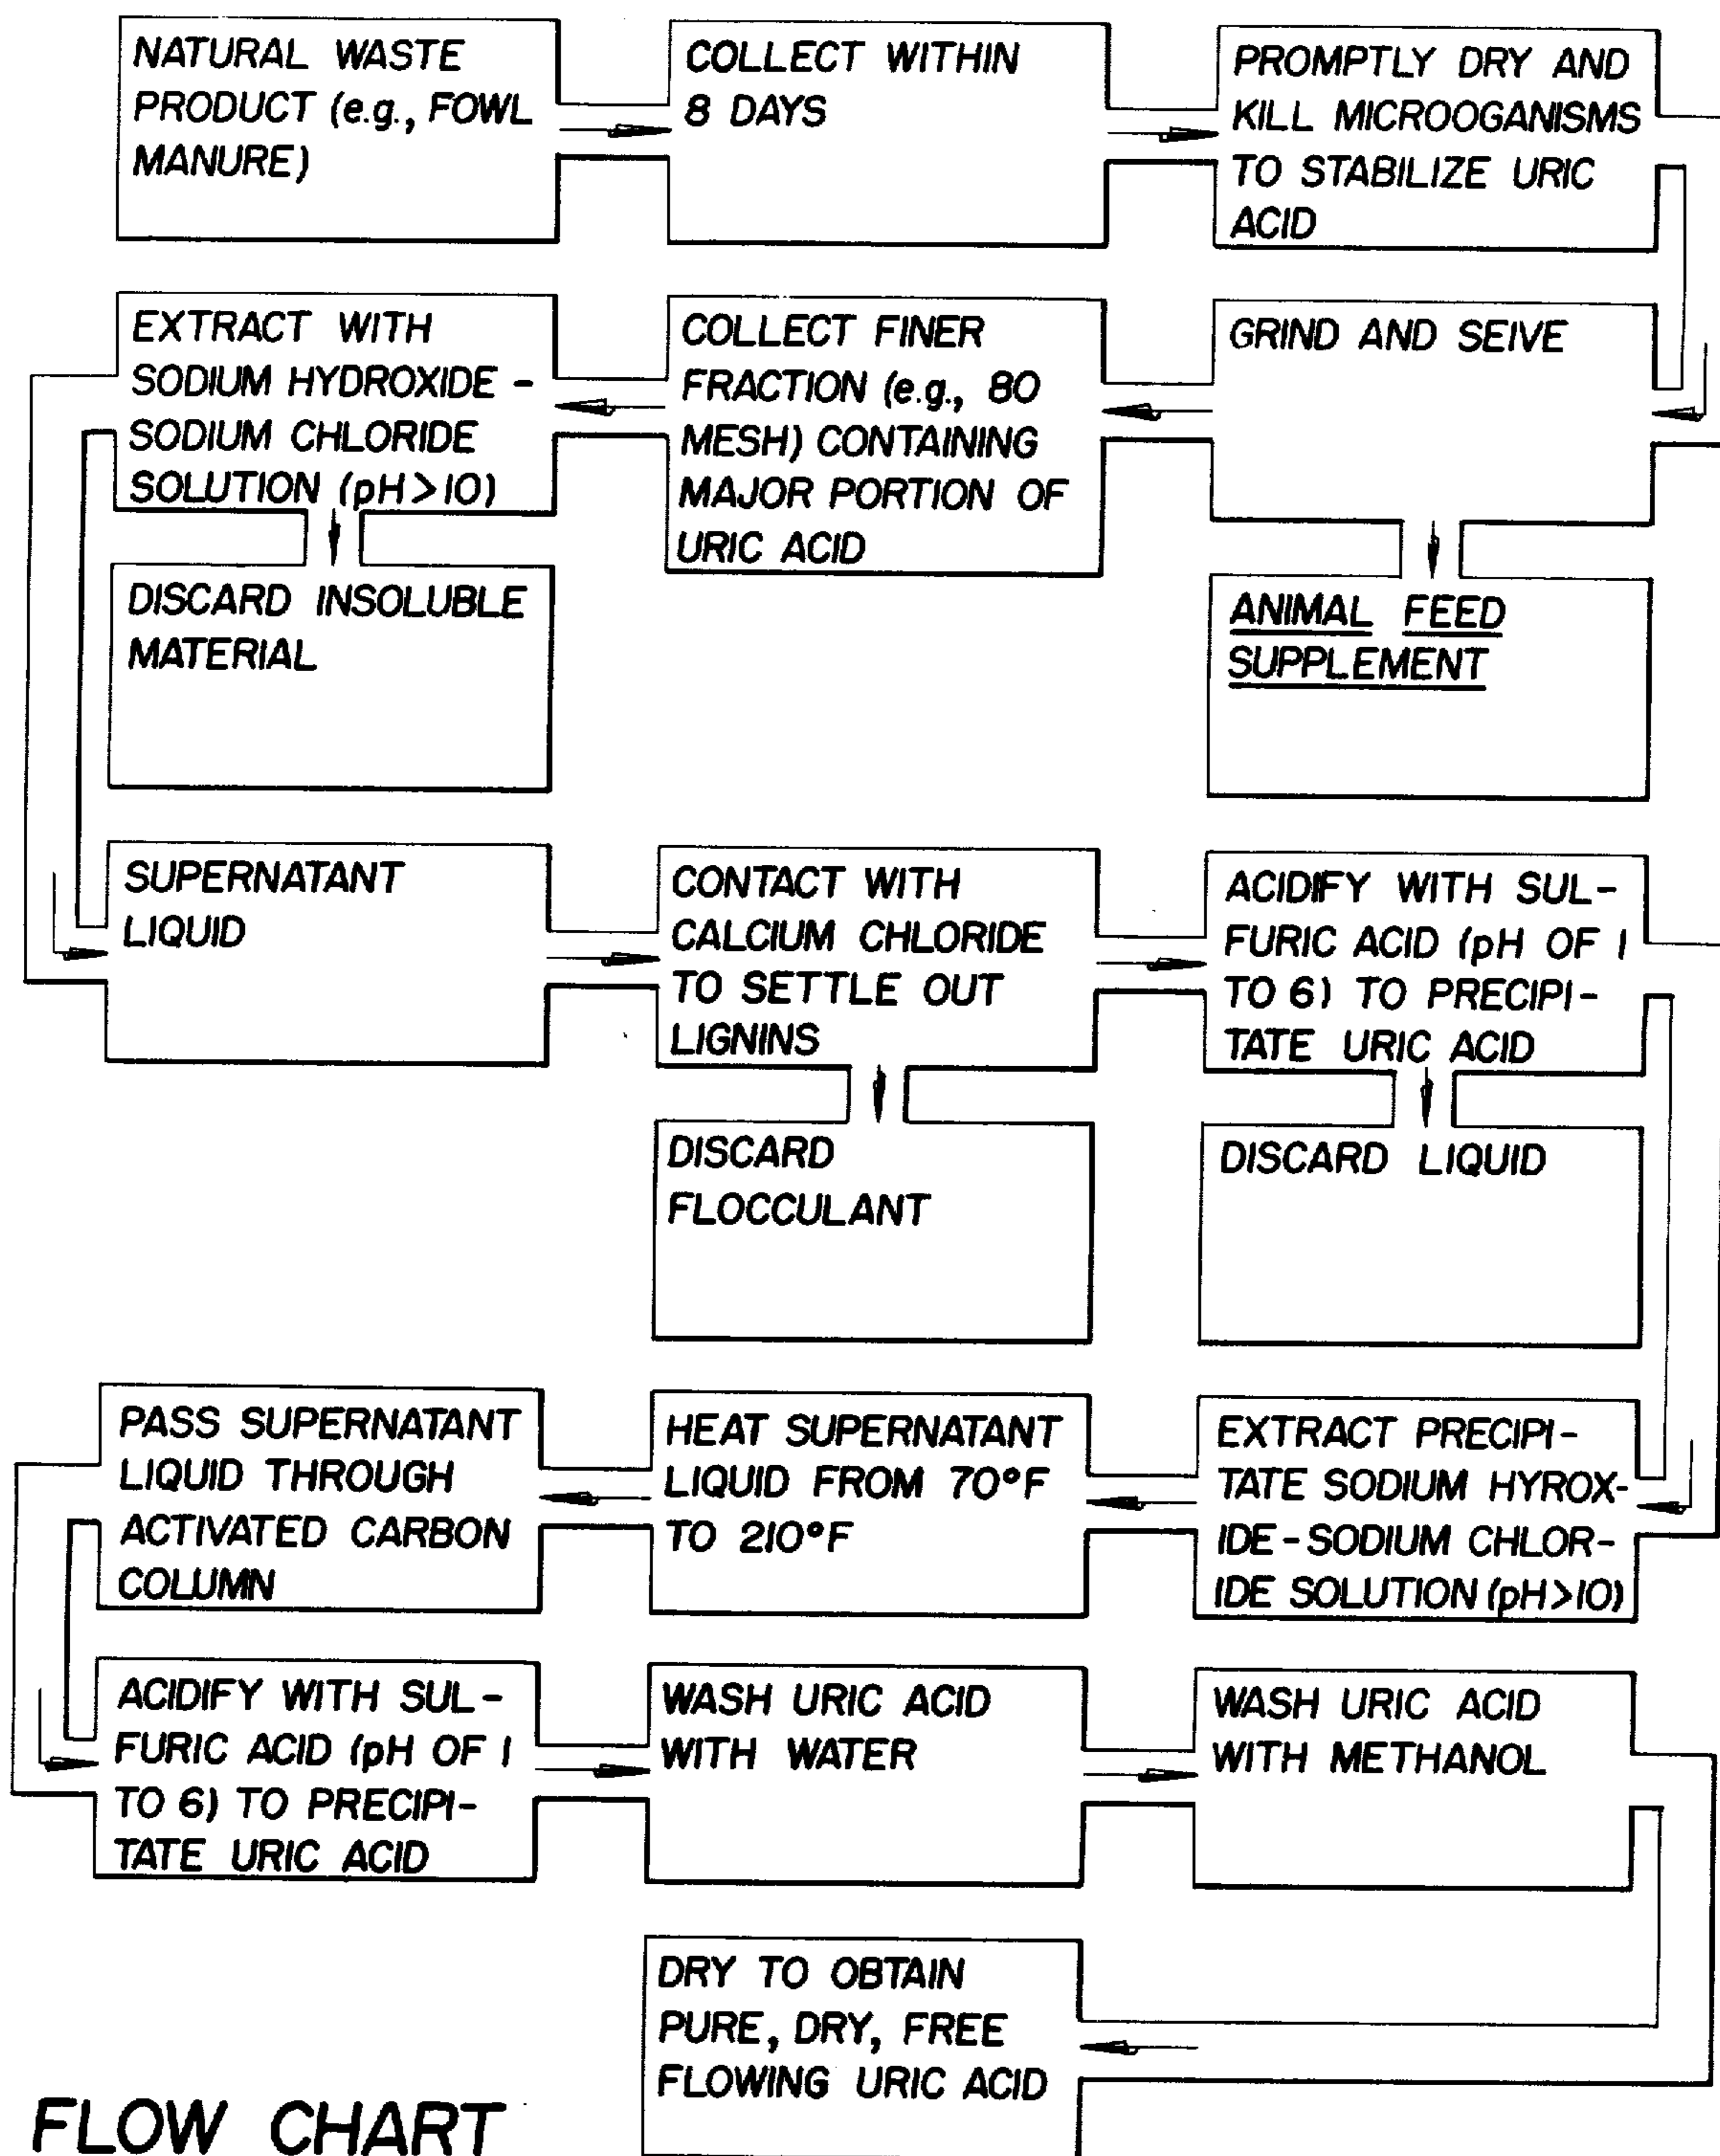 NATURAL WASTE
PRODUCT (e.g., FOWL
MANURE)
COLLECT WITHIN
8 DAYS
PROMPTLY DRY AND
KILL MICROOGANISMS
TO STABILIZE URIC
ACID
GRIND AND SEIVE
ANIMAL FEED
SUPPLEMENT
COLLECT FINER
FRACTION (e.g., 80
MESH) CONTAINING
MAJOR PORTION OF
URIC ACID
EXTRACT WITH
SODIUM HYDROXIDE-
SODIUM CHLORIDE
SOLUTION (pH>10)
DISCARD INSOLUBLE
MATERIAL
SUPERNATANT
LIQUID
CONTACT WITH
CALCIUM CHLORIDE
TO SETTLE OUT
LIGNINS
DISCARD
FLOCCULANT
ACIDIFY WITH SUL-
FURIC ACID (pH OF 1
TO 6) TO PRECIPI-
TATE URIC ACID
DISCARD LIQUID
EXTRACT PRECIPI-
TATE SODIUM HYROX-
IDE-SODIUM CHLOR-
IDE SOLUTION (pH>10)
HEAT SUPERNATANT
LIQUID FROM 70°F
TO 210°F
PASS SUPERNATANT
LIQUID THROUGH
ACTIVATED CARBON
COLUMN
ACIDIFY WITH SUL-
FURIC ACID (pH OF 1
TO 6) TO PRECIPI-
TATE URIC ACID
WASH URIC ACID
WITH WATER
WASH URIC ACID
WITH METHANOL
DRY TO OBTAIN
PURE, DRY, FREE
FLOWING URIC ACID
FLOW CHART